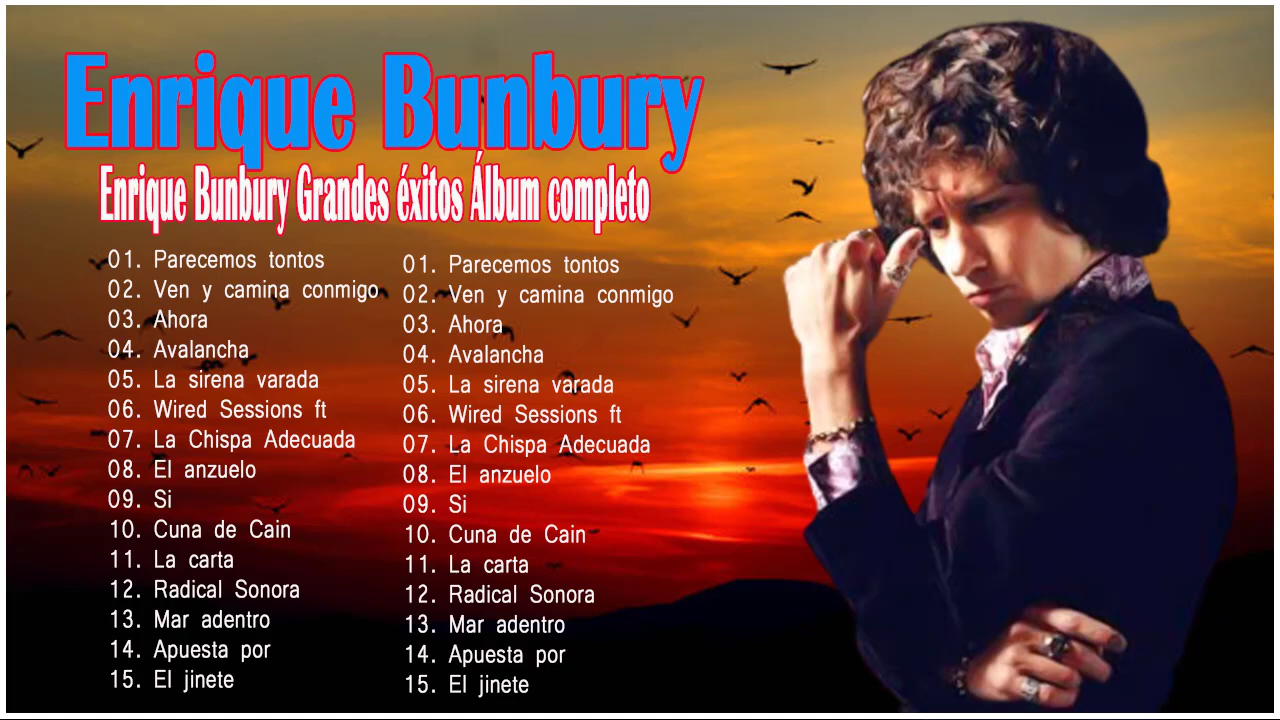 Enrique Bunbury
Enrique Bunbury Grandes éxitos Álbum completo
01. Parecemos tontos
02. Ven y camina conmigo
03. Ahora
04. Avalancha
05. La sirena varada
06. Wired Sessions ft
07. La Chispa Adecuada
08. El anzuelo
09. Si
10. Cuna de Cain
11. La carta
12. Radical Sonora
13. Mar adentro
14. Apuesta por
15. El jinete
01. Parecemos tontos
02. Ven y camina conmigo
03. Ahora
04. Avalancha
05. La sirena varada
06. Wired Sessions ft
07. La Chispa Adecuada
08. El anzuelo
09. Si
10. Cuna de Cain
11. La carta
12. Radical Sonora
13. Mar adentro
14. Apuesta por
15. El jinete